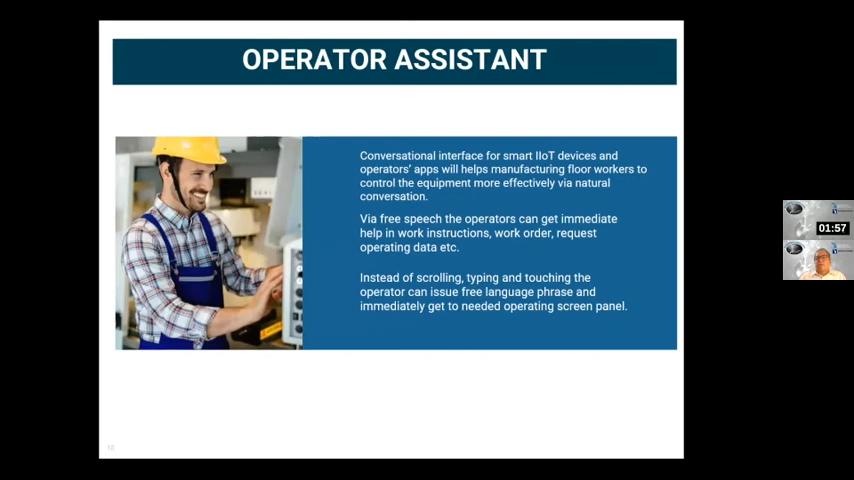 OPERATOR ASSISTANT
Conversational interface for smart IIoT devices and
operators' apps will helps manufacturing floor workers to
control the equipment more effectively via natural
conversation.
Via free speech the operators can get immediate
help in work instructions, work order, request
operating data etc.
Instead of scrolling, typing and touching the
operator can issue free language phrase and
immediately get to needed operating screen panel.
01:57